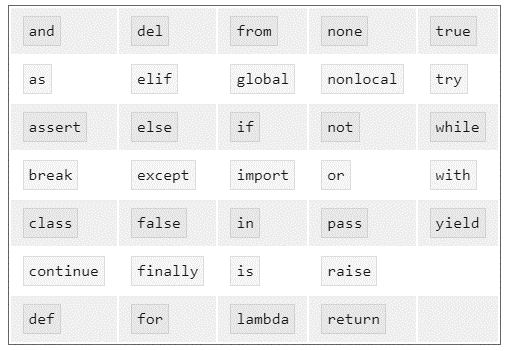 and del from none true
as elif global nonlocal try
assert else if not while
break except import or with
class false in pass yield
continue finally is raise
def for lambda return